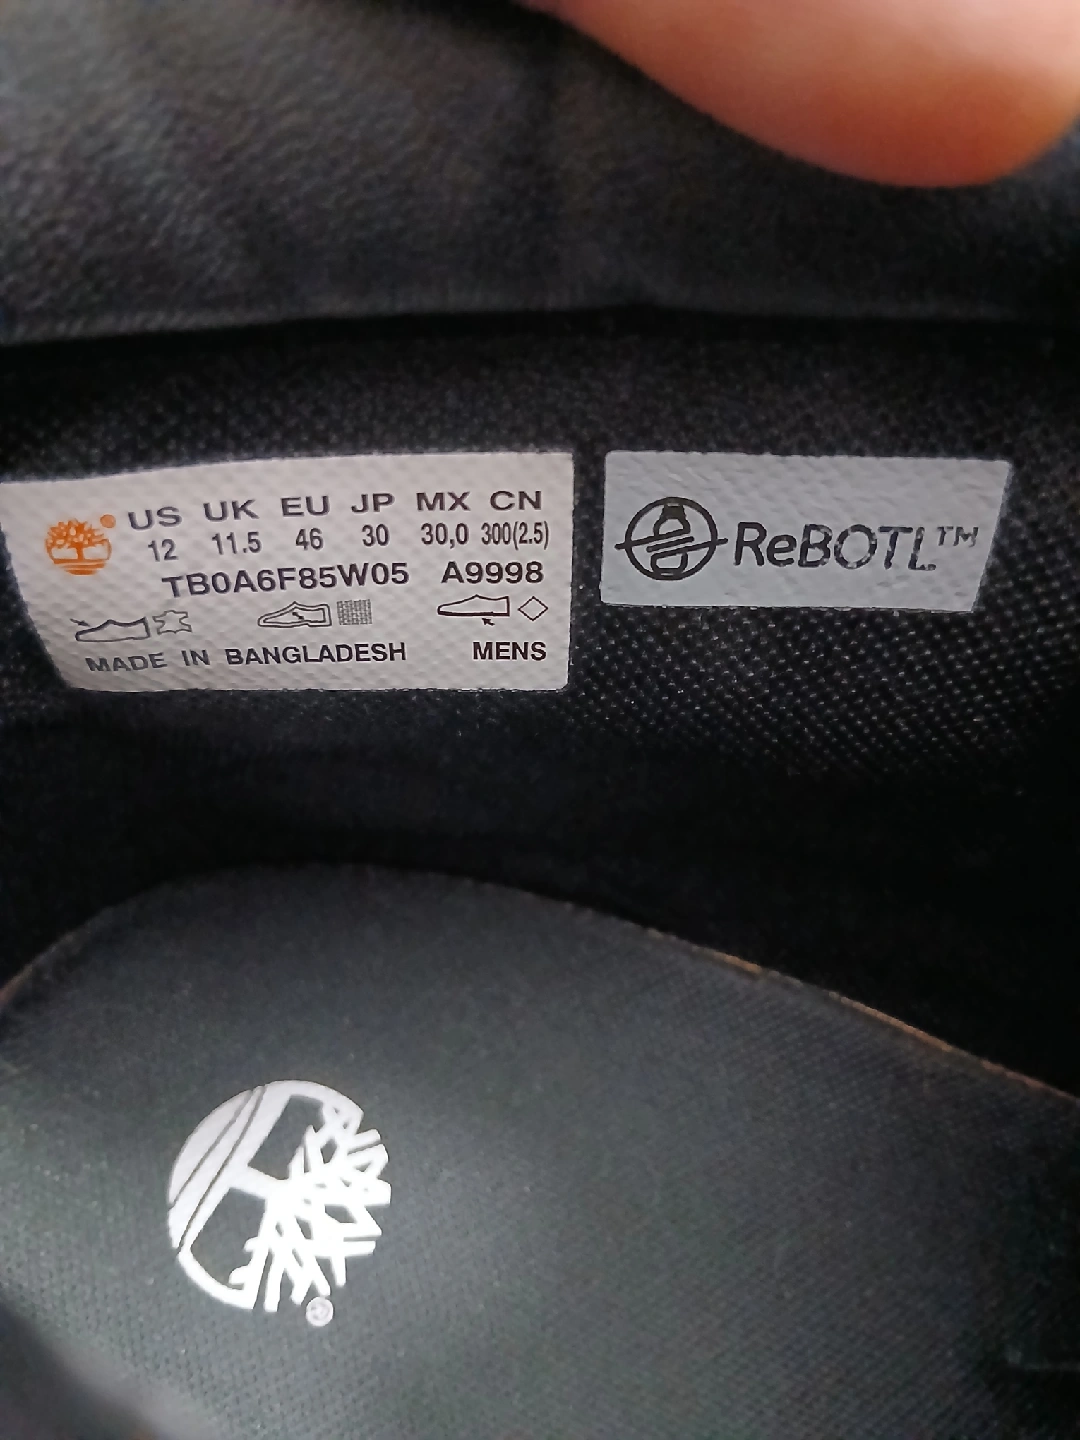 US UK EU JP MX CN
12 11.5 46 30 30,0 300(2.5)
TB0A6F85W05 A9998
MADE IN BANGLADESH MENS
ReBOTL™